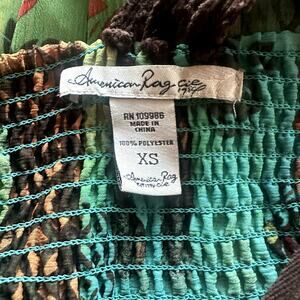 American Rag cie
RN 109986
MADE IN
CHINA
100% POLYESTER
XS
American Rag